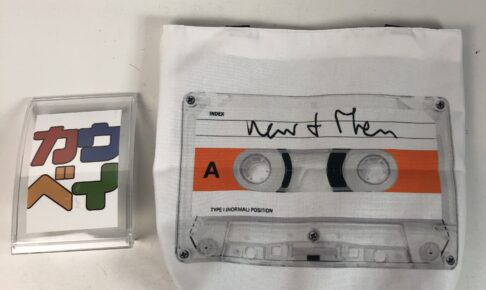 カウ
ベイ
INDEX
Now & Then
A
TYPE I (NORMAL) POSITION